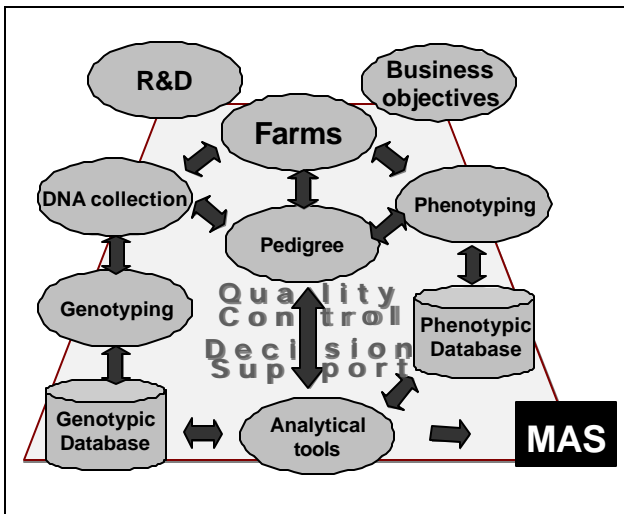 R&D
Business
objectives
Farms
DNA collection
Phenotyping
Pedigree
Genotyping
Quality
Control
Decision
Support
Phenotypic
Database
Genotypic
Database
Analytical
tools
MAS